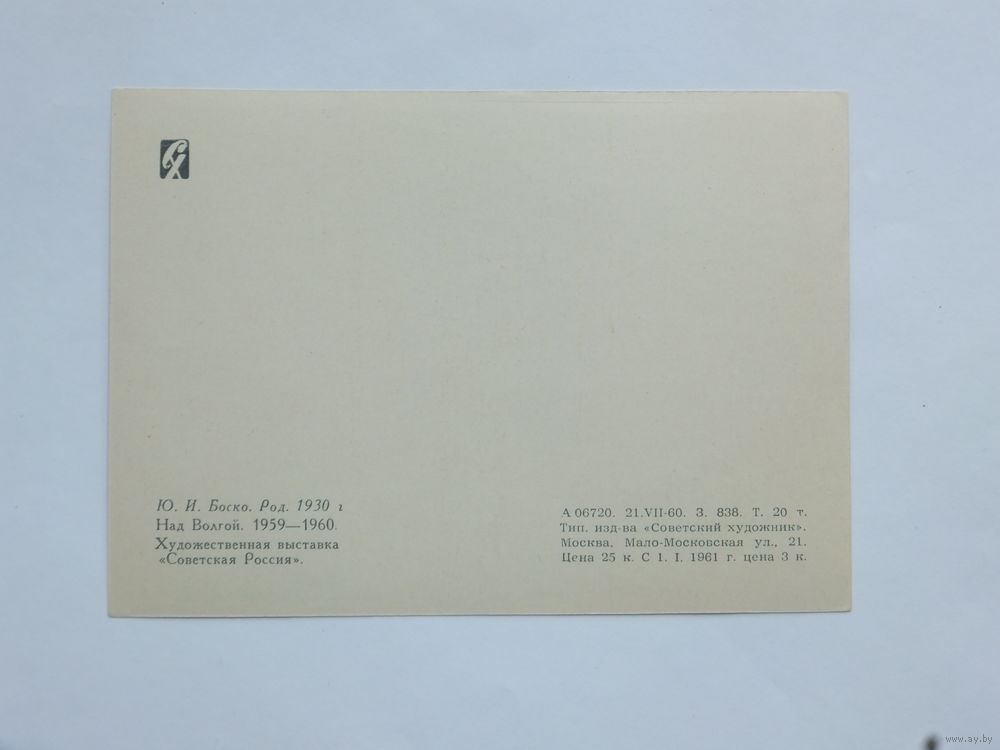 СХ
Ю. И. Боско. Род. 1930 г
Над Волгой. 1959—1960.
Художественная выставка
«Советская Россия».
А 06720. 21.VII-60. З. 838. Т. 20 т.
Тип. изд-ва «Советский художник».
Москва, Мало-Московская ул., 21.
Цена 25 к. С 1. I. 1961 г. цена 3 к.
www.ay.by